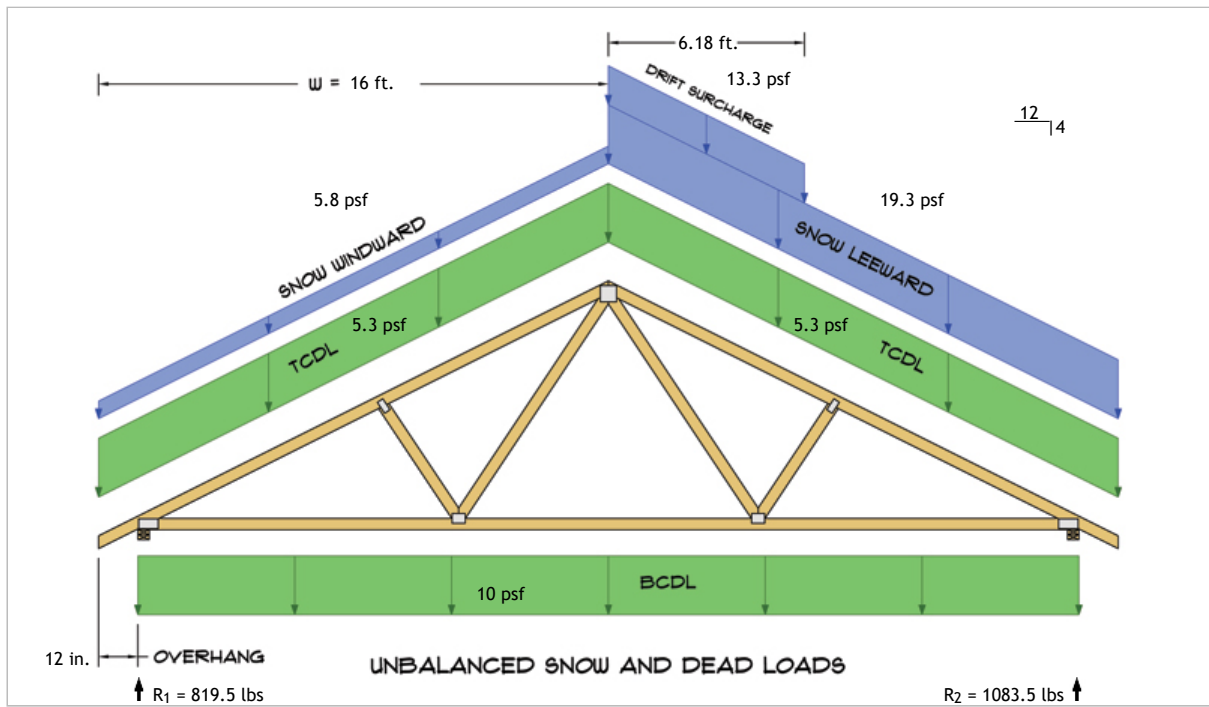 6.18 ft.
W = 16 ft.
DRIFT SURCHARGE
13.3 psf
12
4
5.8 psf
19.3 psf
SNOW WINDWARD
SNOW LEEWARD
5.3 psf
5.3 psf
TCDL
TCDL
10 psf
BCDL
12 in.
OVERHANG
UNBALANCED SNOW AND DEAD LOADS
R1 = 819.5 lbs
R2 = 1083.5 lbs